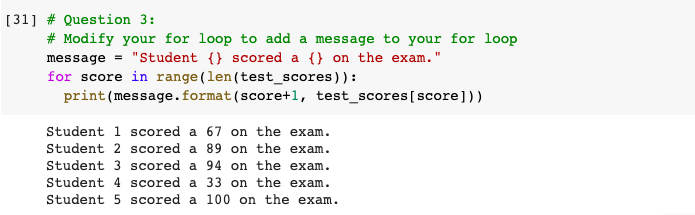 [31] # Question 3:
# Modify your for loop to add a message to your for loop
message = "Student {} scored a {} on the exam."
for score in range(len(test_scores)):
print(message.format(score+1, test_scores[score]))
Student 1 scored a 67 on the exam.
Student 2 scored a 89 on the exam.
Student 3 scored a 94 on the exam.
Student 4 scored a 33 on the exam.
Student 5 scored a 100 on the exam.